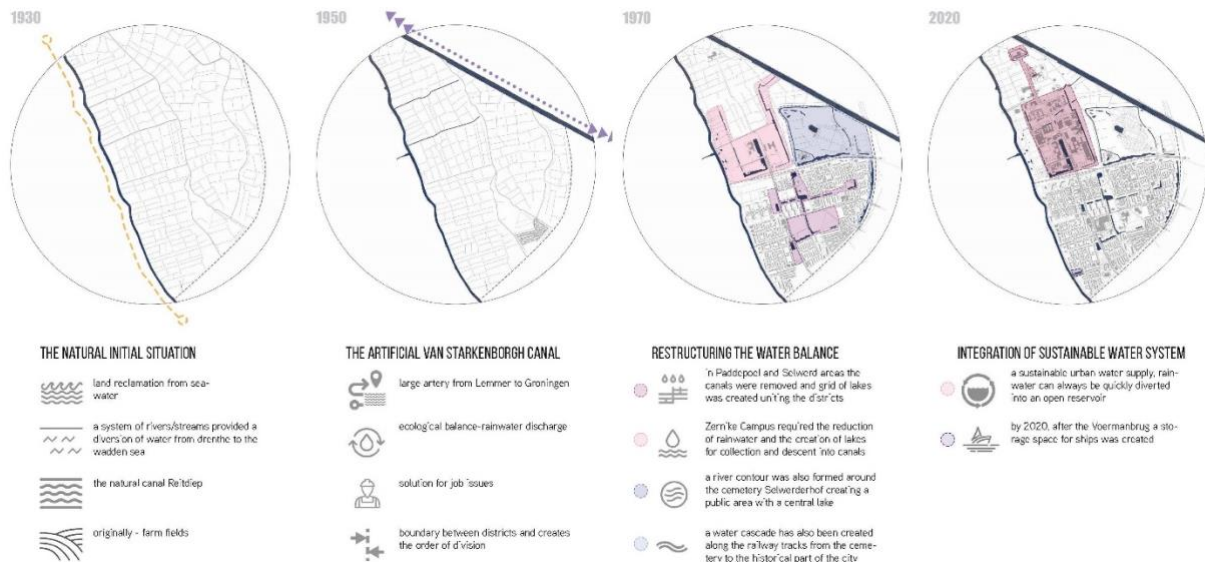 1930
1950
1970
2020
THE NATURAL INITIAL SITUATION
land reclamation from sea-
water
a system of rivers/streams provided a
diversion of water from drenthe to the
wadden sea
the natural canal Reitdiep
originally - farm fields
THE ARTIFICIAL VAN STARKENBORGH CANAL
large artery from Lemmer to Groningen
ecological balance-rainwater discharge
solution for job issues
boundary between districts and creates
the order of division
RESTRUCTURING THE WATER BALANCE
in Paddepoel and Selwerd areas the
canals were removed and grid of lakes
was created uniting the districts
Zernike Campus required the reduction
of rainwater and the creation of lakes
for collection and descent into canals
a river contour was also formed around
the cemetery Selwerderhof creating a
public area with a central lake
a water cascade has also been created
along the railway tracks from the ceme-
tery to the historical part of the city
INTEGRATION OF SUSTAINABLE WATER SYSTEM
a sustainable urban water supply, rain-
water can always be quickly diverted
into an open reservoir
by 2020, after the Voermanbrug a sto-
rage space for ships was created